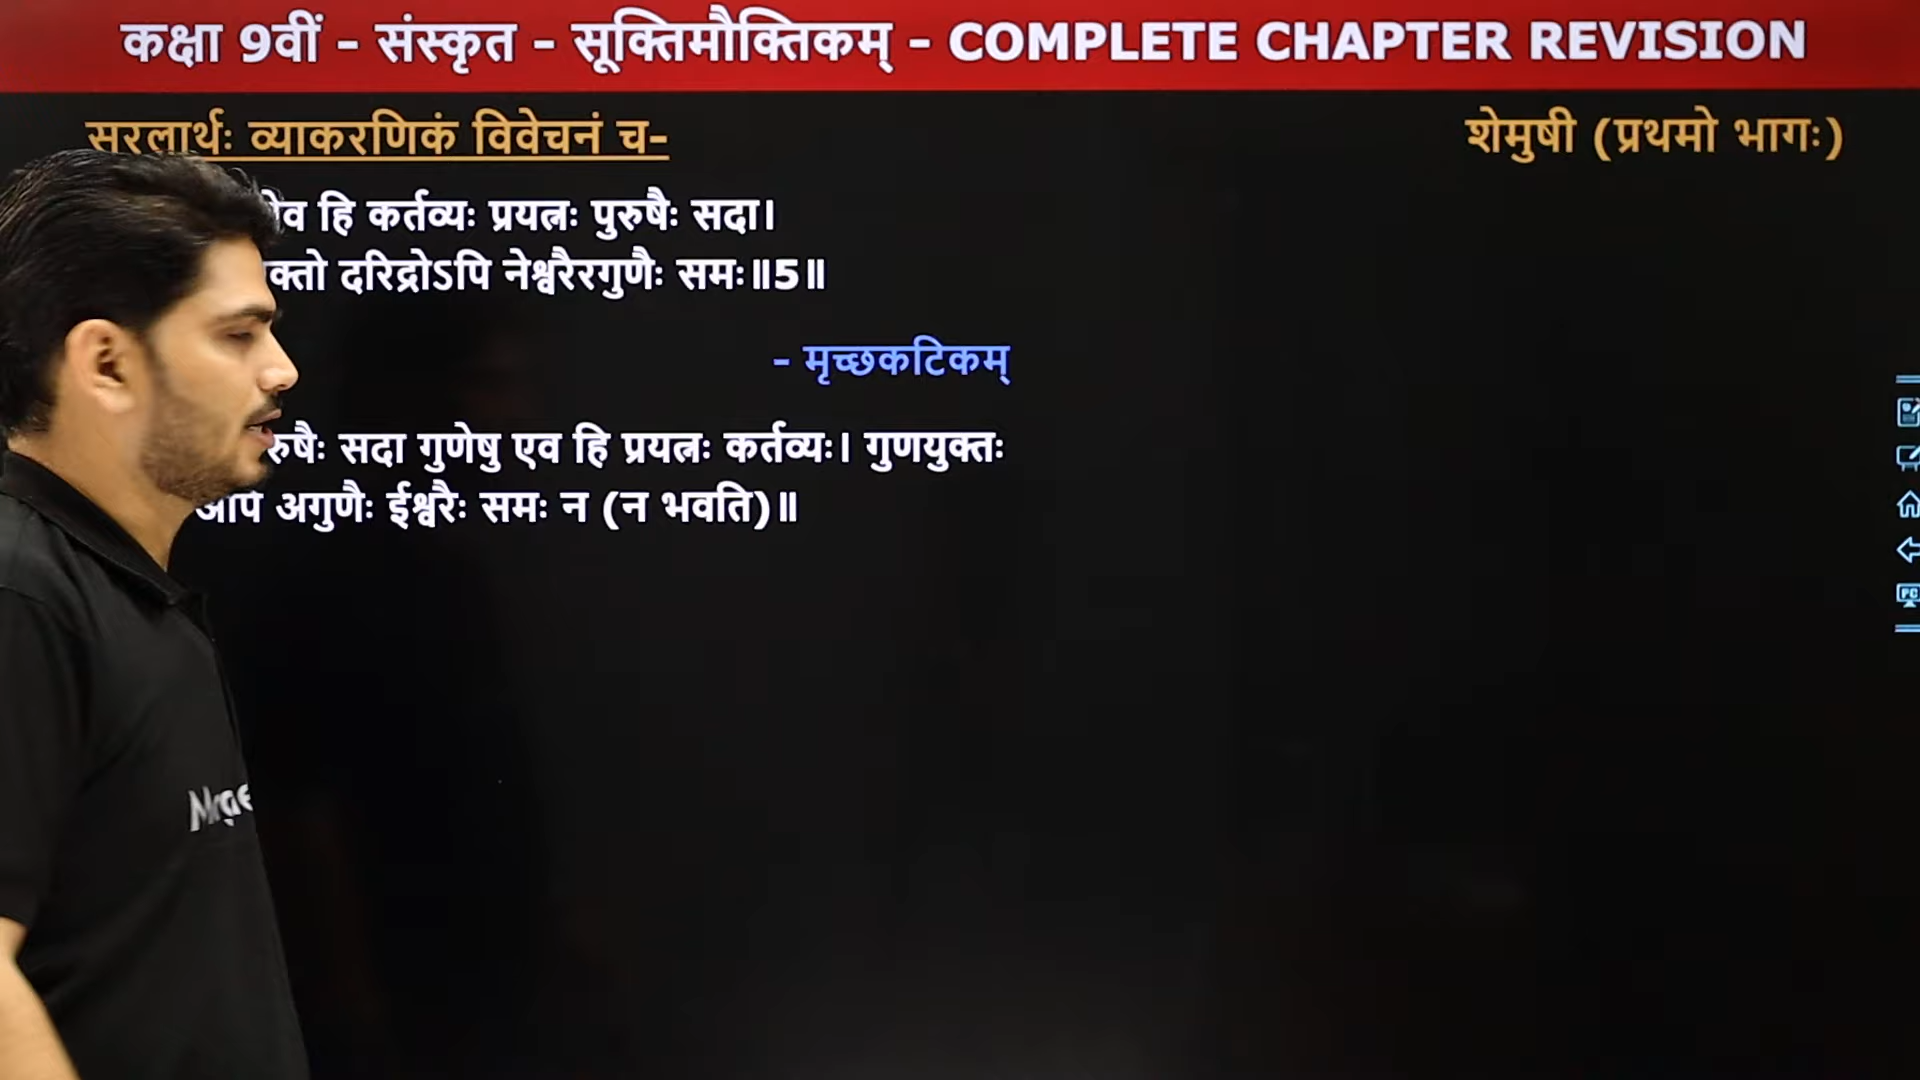 कक्षा 9वीं - संस्कृत - सूक्तिमौक्तिकम् - COMPLETE CHAPTER REVISION
सरलार्थः व्याकरणिकं विवेचनं च-
शेमुषी (प्रथमो भागः)
हि कर्तव्यः प्रयत्नः पुरुषैः सदा।
दरिद्रोऽपि नेश्वरैरगुणैः समः॥5॥
- मृच्छकटिकम्
सदा गुणेषु एव हि प्रयत्नः कर्तव्यः। गुणयुक्तः
अपि अगुणैः ईश्वरैः समः न (न भवति)॥
PC